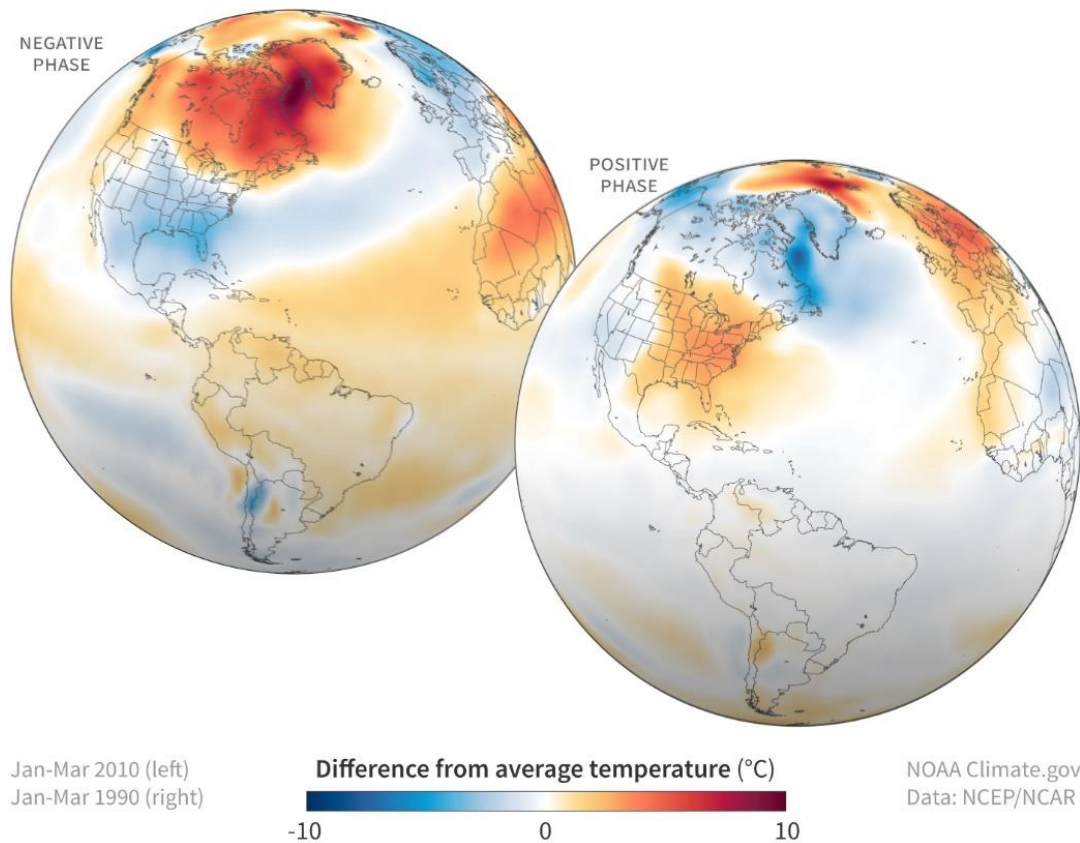 NEGATIVE
PHASE
POSITIVE
PHASE
Jan-Mar 2010 (left)
Jan-Mar 1990 (right)
Difference from average temperature (°C)
-10 0 10
NOAA Climate.gov
Data: NCEP/NCAR